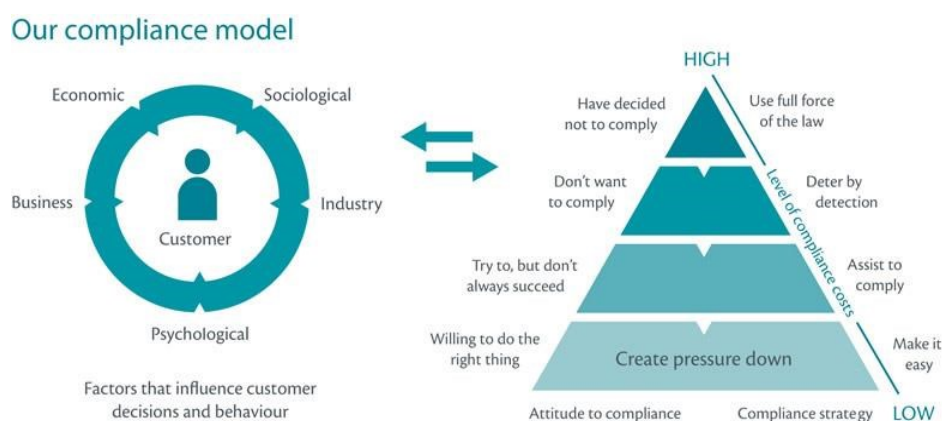 Our compliance model
Economic
Sociological
Business
Industry
Customer
Psychological
Factors that influence customer
decisions and behaviour
HIGH
Have decided
not to comply
Use full force
of the law
Don't want
to comply
Deter by
detection
Try to, but don't
always succeed
Assist to
comply
Willing to do the
right thing
Create pressure down
Make it
easy
Level of compliance costs
Attitude to compliance
Compliance strategy
LOW